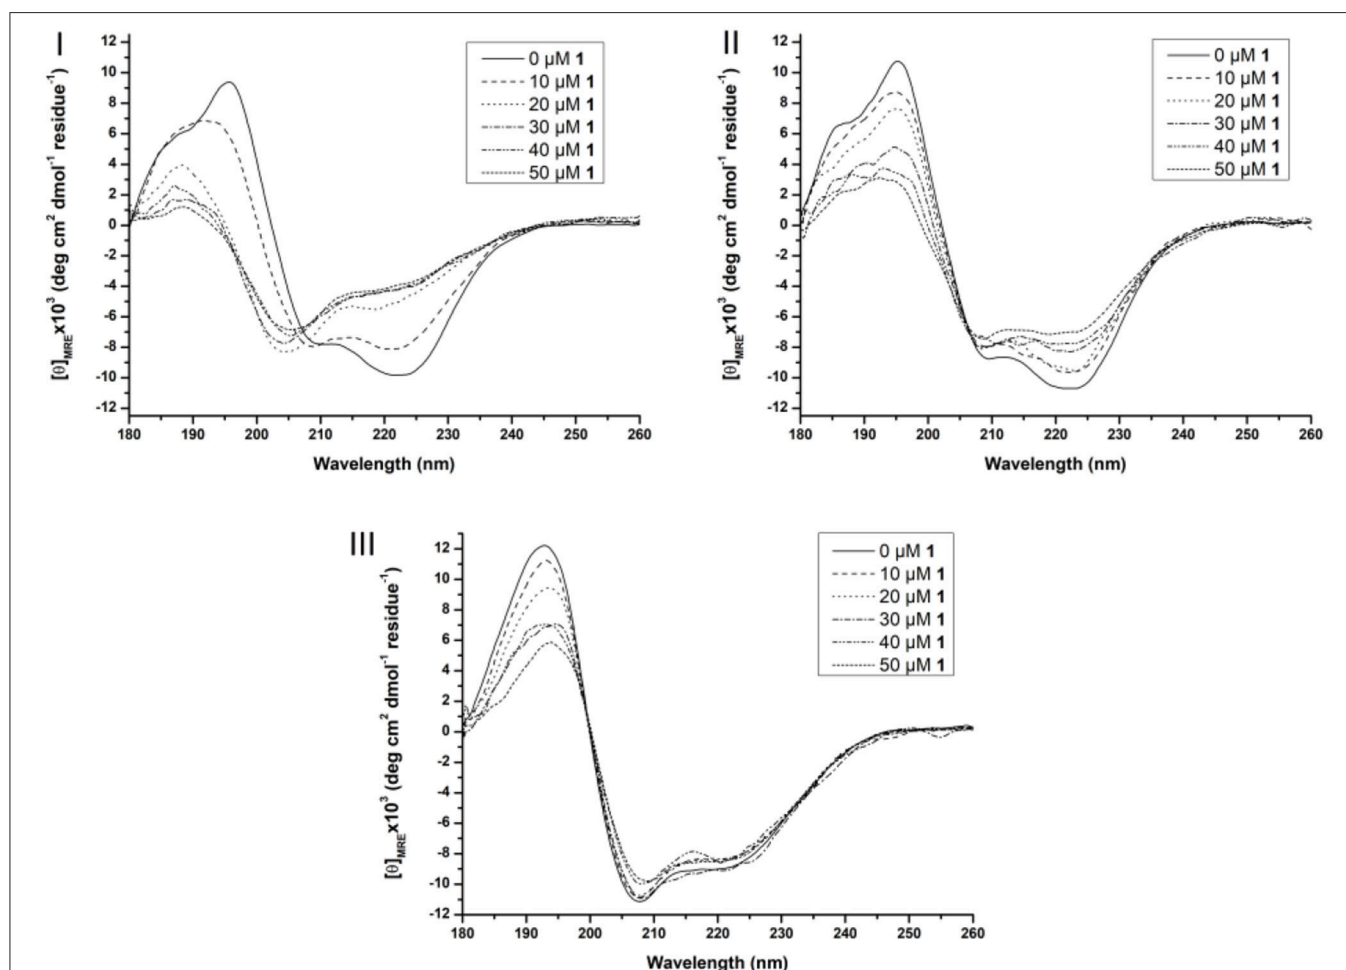 I
[θ]MRE x10³ (deg cm² dmol⁻¹ residue⁻¹)
12
10
8
6
4
2
0
-2
-4
-6
-8
-10
-12
0 µM 1
10 µM 1
20 µM 1
30 µM 1
40 µM 1
50 µM 1
180 190 200 210 220 230 240 250 260
Wavelength (nm)
II
[θ]MRE x10³ (deg cm² dmol⁻¹ residue⁻¹)
12
10
8
6
4
2
0
-2
-4
-6
-8
-10
-12
0 µM 1
10 µM 1
20 µM 1
30 µM 1
40 µM 1
50 µM 1
180 190 200 210 220 230 240 250 260
Wavelength (nm)
III
[θ]MRE x10³ (deg cm² dmol⁻¹ residue⁻¹)
12
10
8
6
4
2
0
-2
-4
-6
-8
-10
-12
0 µM 1
10 µM 1
20 µM 1
30 µM 1
40 µM 1
50 µM 1
180 190 200 210 220 230 240 250 260
Wavelength (nm)